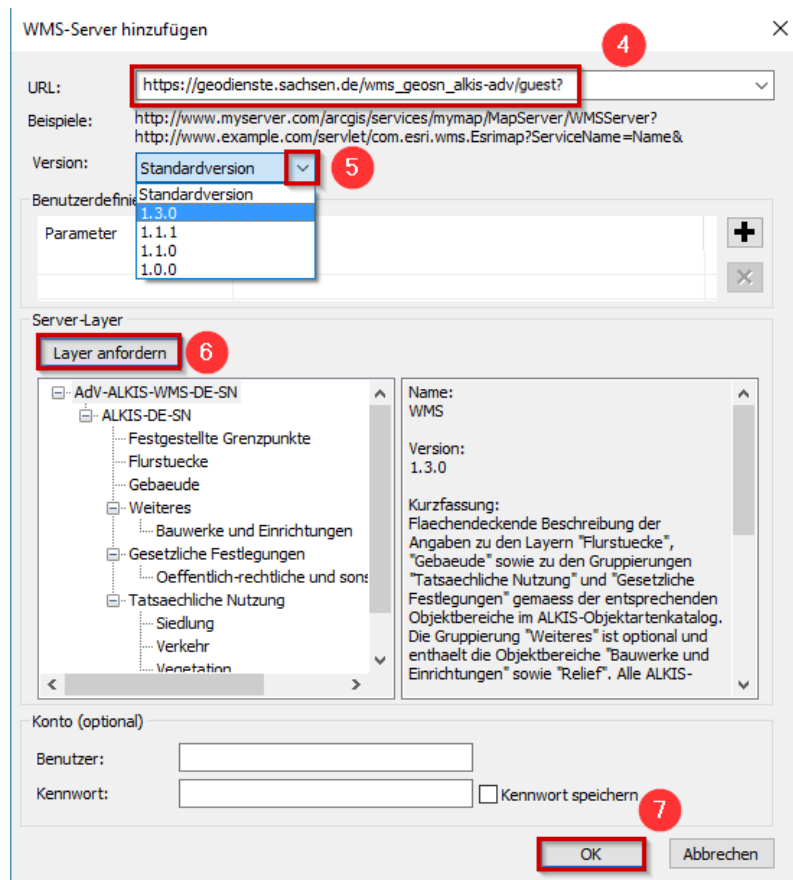 WMS-Server hinzufügen
4
URL:
https://geodienste.sachsen.de/wms_geosn_alkis-adv/guest?
Beispiele:
http://www.myserver.com/arcgis/services/mymap/MapServer/WMSServer?
http://www.example.com/servlet/com.esri.wms.Esrimap?ServiceName=Name&
Version:
Standardversion
5
Standardversion
1.3.0
1.1.1
1.1.0
1.0.0
Benutzerdefinie
Parameter
Server-Layer
Layer anfordern
6
AdV-ALKIS-WMS-DE-SN
ALKIS-DE-SN
Festgestellte Grenzpunkte
Flurstuecke
Gebaeude
Weiteres
Bauwerke und Einrichtungen
Gesetzliche Festlegungen
Oeffentlich-rechtliche und sons
Tatsaechliche Nutzung
Siedlung
Verkehr
Vegetation
Name:
WMS
Version:
1.3.0
Kurzfassung:
Flaechendeckende Beschreibung der
Angaben zu den Layern "Flurstuecke",
"Gebaeude" sowie zu den Gruppierungen
"Tatsaechliche Nutzung" und "Gesetzliche
Festlegungen" gemaess der entsprechenden
Objektbereiche im ALKIS-Objektartenkatalog.
Die Gruppierung "Weiteres" ist optional und
enthaelt die Objektbereiche "Bauwerke und
Einrichtungen" sowie "Relief". Alle ALKIS-
Konto (optional)
Benutzer:
Kennwort:
Kennwort speichern
7
OK
Abbrechen